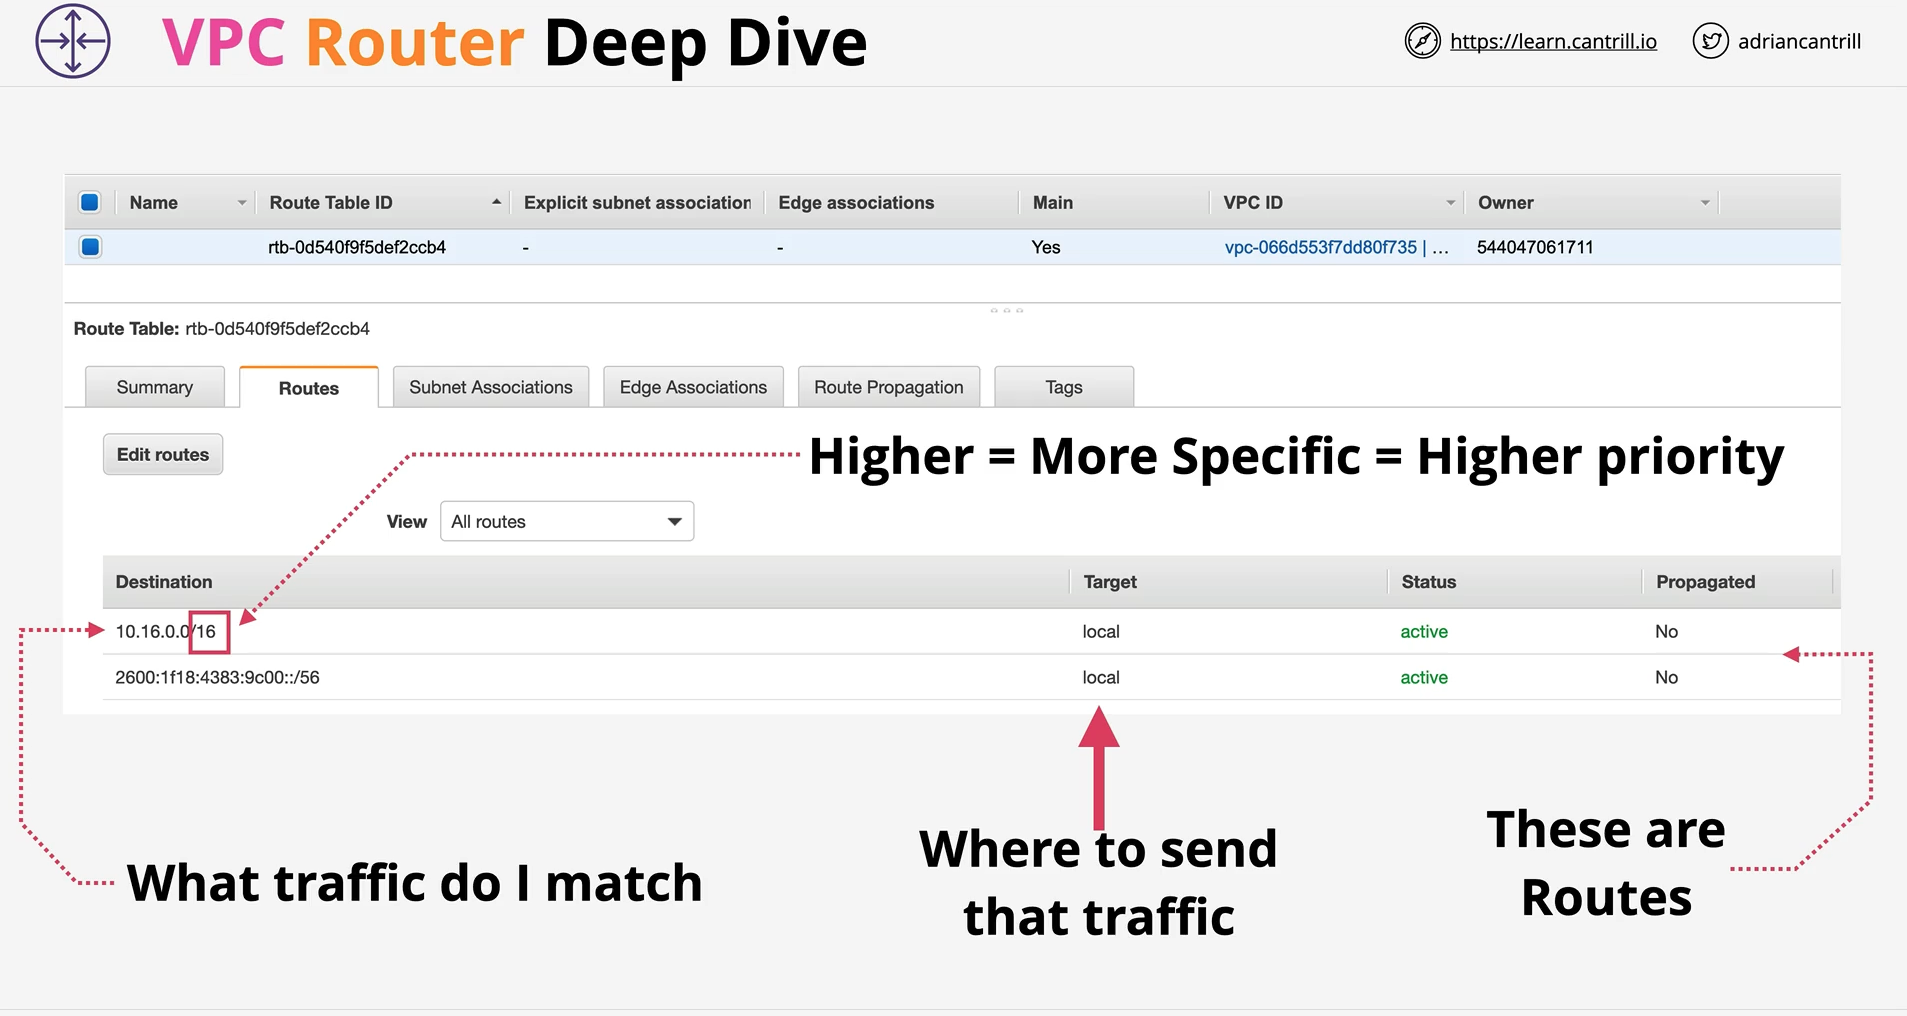 VPC Router Deep Dive
https://learn.cantrill.io
adriancantrill
Name Route Table ID Explicit subnet association Edge associations Main VPC ID Owner
rtb-0d540f9f5def2ccb4 - - Yes vpc-066d553f7dd80f735 | ... 544047061711
Route Table: rtb-0d540f9f5def2ccb4
Summary Routes Subnet Associations Edge Associations Route Propagation Tags
Edit routes
Higher = More Specific = Higher priority
View All routes
Destination Target Status Propagated
10.16.0.0/16 local active No
2600:1f18:4383:9c00::/56 local active No
What traffic do I match
Where to send
that traffic
These are
Routes